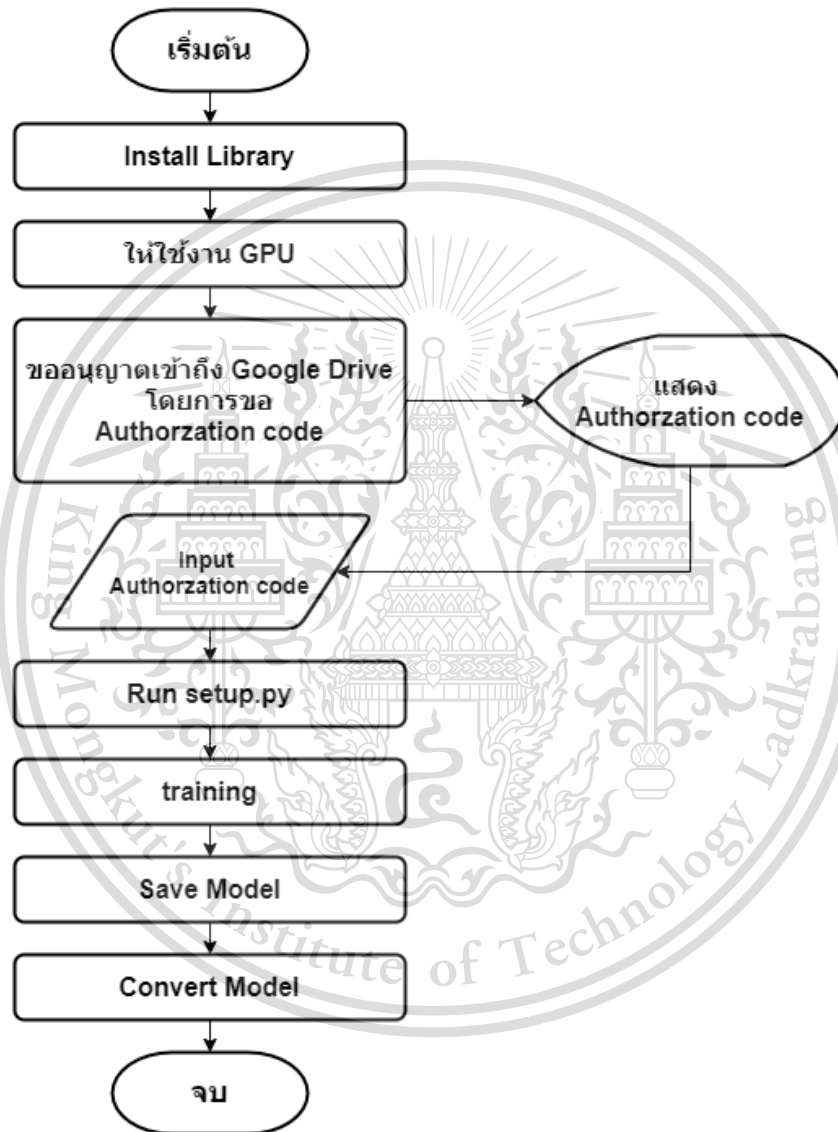 เริ่มต้น
Install Library
ให้ใช้งาน GPU
ขออนุญาตเข้าถึง Google Drive
โดยการขอ
Authorzation code
แสดง
Authorzation code
Input
Authorzation code
Run setup.py
training
Save Model
Convert Model
จบ
King Mongkut's Institute of Technology Ladkrabang